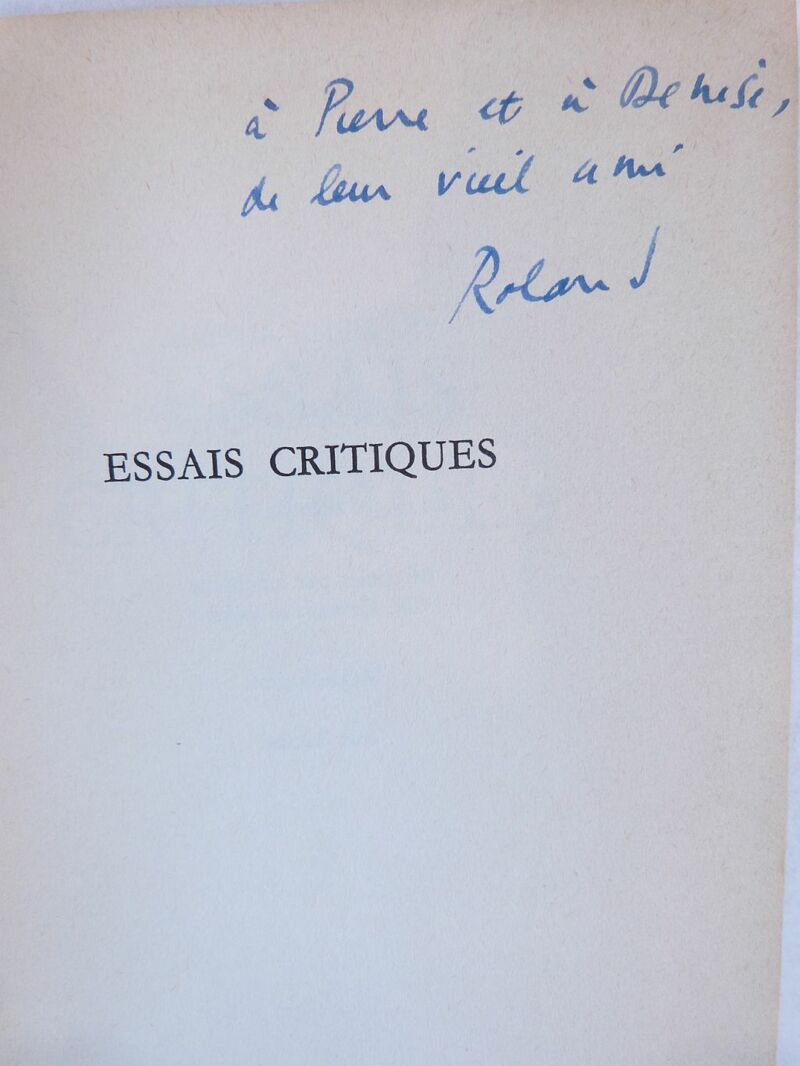 à Pierre et à Denise,
de leur vieil ami
Roland
ESSAIS CRITIQUES